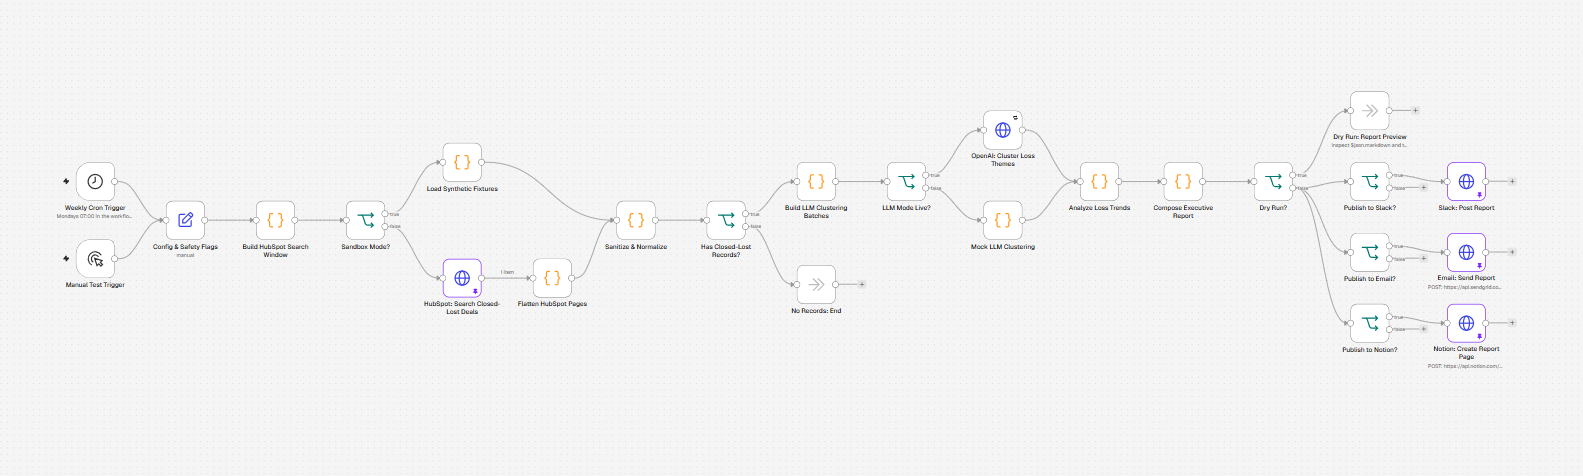 Weekly Cron Trigger
Mondays 07:00 in the workflo...
Manual Test Trigger
Config & Safety Flags
manual
Build HubSpot Search
Window
Sandbox Mode?
true
false
Load Synthetic Fixtures
HubSpot: Search Closed-
Lost Deals
1 item
Flatten HubSpot Pages
Sanitize & Normalize
Has Closed-Lost
Records?
true
false
Build LLM Clustering
Batches
No Records: End
LLM Mode Live?
true
false
OpenAI: Cluster Loss
Themes
Mock LLM Clustering
Analyze Loss Trends
Compose Executive
Report
Dry Run?
true
false
Dry Run: Report Preview
Inspect $json.markdown and t...
Publish to Slack?
true
false
Slack: Post Report
Publish to Email?
true
false
Email: Send Report
POST: https://api.sendgrid.co...
Publish to Notion?
true
false
Notion: Create Report
Page
POST: https://api.notion.com/...